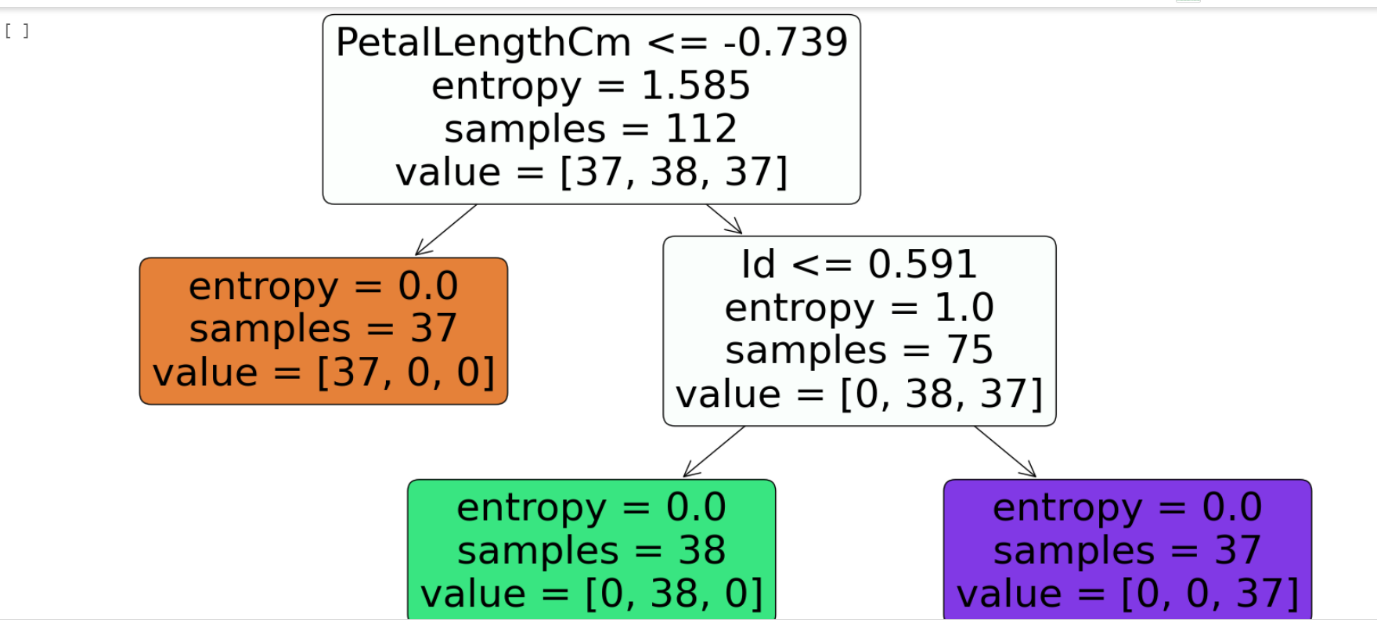 [ ]
PetalLengthCm <= -0.739
entropy = 1.585
samples = 112
value = [37, 38, 37]
entropy = 0.0
samples = 37
value = [37, 0, 0]
Id <= 0.591
entropy = 1.0
samples = 75
value = [0, 38, 37]
entropy = 0.0
samples = 38
value = [0, 38, 0]
entropy = 0.0
samples = 37
value = [0, 0, 37]